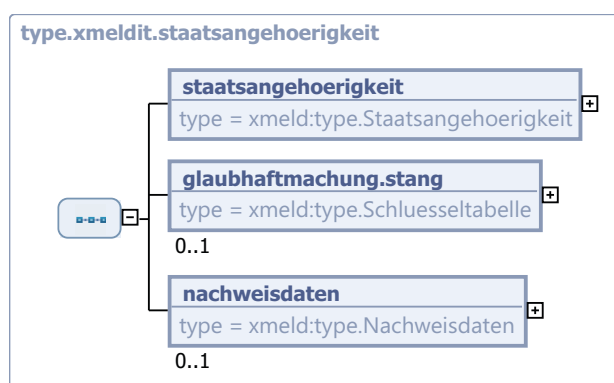 type.xmeldit.staatsangehoerigkeit
staatsangehoerigkeit
type = xmeld:type.Staatsangehoerigkeit
glaubhaftmachung.stang
type = xmeld:type.Schluesseltabelle
0..1
nachweisdaten
type = xmeld:type.Nachweisdaten
0..1